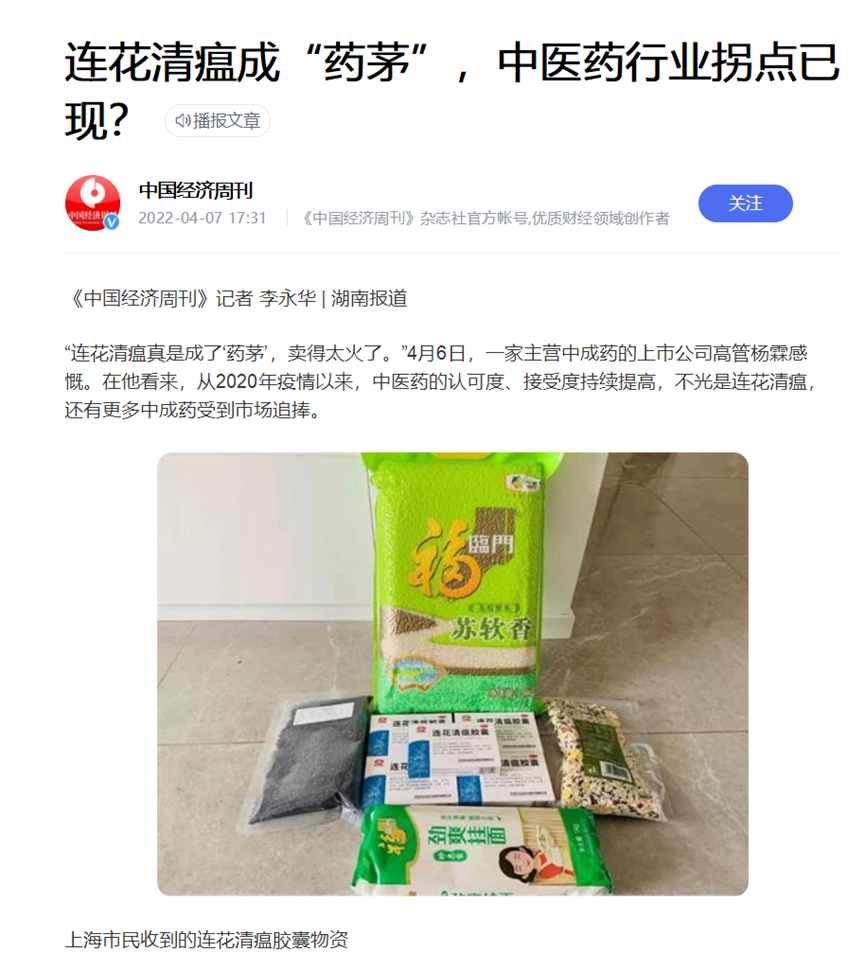 连花清瘟成“药茅”，中医药行业拐点已
现？
播报文章
中国经济周刊
2022-04-07 17:31
《中国经济周刊》杂志社官方帐号,优质财经领域创作者
关注
《中国经济周刊》记者 李永华 | 湖南报道
“连花清瘟真是成了‘药茅’，卖得太火了。”4月6日，一家主营中成药的上市公司高管杨霖感
慨。在他看来，从2020年疫情以来，中医药的认可度、接受度持续提高，不光是连花清瘟，
还有更多中成药受到市场追捧。
福
臨門
苏软香
连花清瘟胶囊
连花清瘟胶囊
连花清瘟胶囊
福
劲爽挂面
上海市民收到的连花清瘟胶囊物资